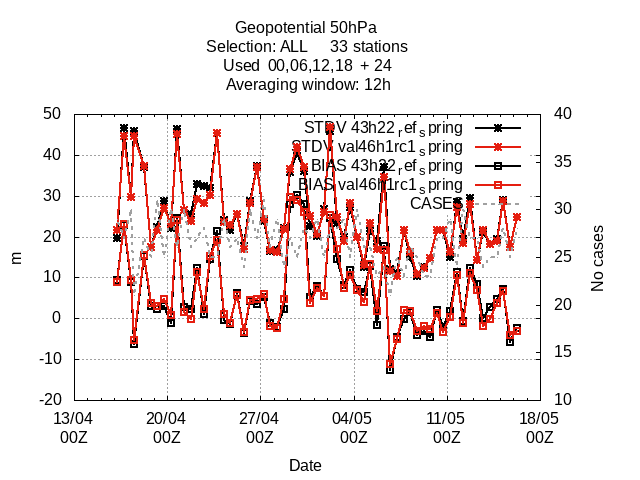 Geopotential 50hPa
Selection: ALL 33 stations
Used 00,06,12,18 + 24
Averaging window: 12h
STDV 43h22_ref_spring
STDV val46h1rc1_spring
BIAS 43h22_ref_spring
BIAS val46h1rc1_spring
CASES
50
40
30
20
10
0
-10
-20
m
40
35
30
25
20
15
10
No cases
13/04 20/04 27/04 04/05 11/05 18/05
00Z 00Z 00Z 00Z 00Z 00Z
Date